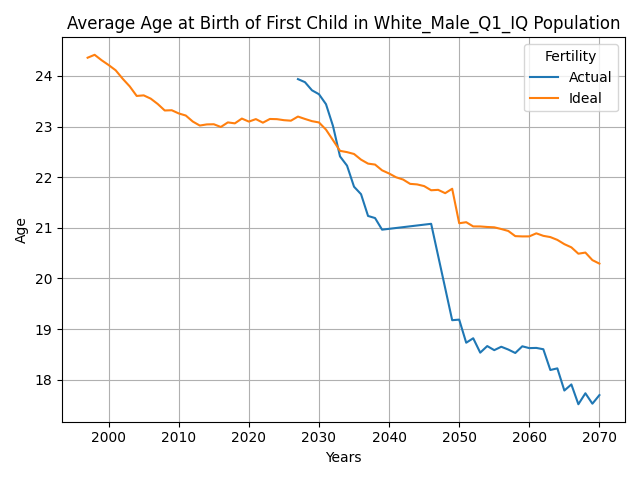 Average Age at Birth of First Child in White_Male_Q1_IQ Population
Fertility
Actual
Ideal
Age
24
23
22
21
20
19
18
2000 2010 2020 2030 2040 2050 2060 2070
Years